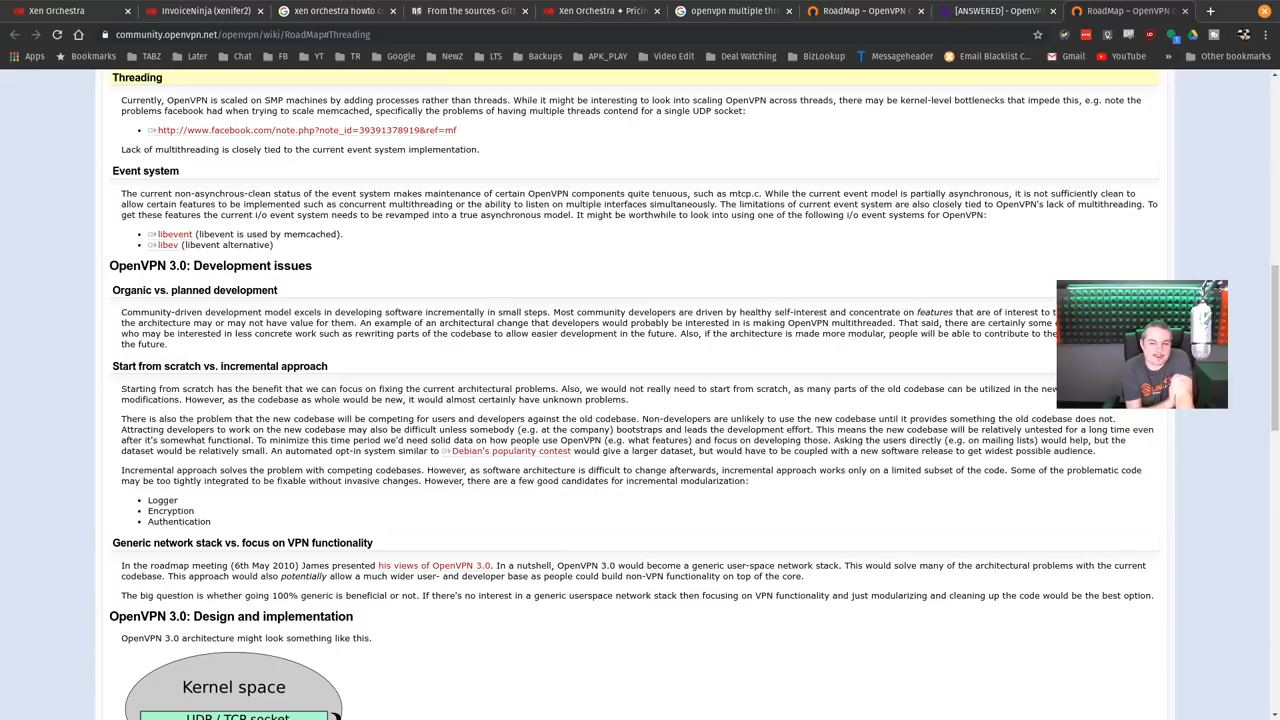 Xen Orchestra
InvoiceNinja (xenifer2)
xen orchestra howto c
From the sources · Git
Xen Orchestra • Pricin
openvpn multiple thre
RoadMap – OpenVPN C
[ANSWERED] - OpenVP
RoadMap – OpenVPN C
community.openvpn.net/openvpn/wiki/RoadMap#Threading
Apps
Bookmarks
TABZ
Later
Chat
FB
YT
TR
Google
NewZ
LTS
Backups
APK_PLAY
Video Edit
Deal Watching
BizLookup
Messageheader
Email Blacklist C
Gmail
YouTube
»
Other bookmarks
Threading
Currently, OpenVPN is scaled on SMP machines by adding processes rather than threads. While it might be interesting to look into scaling OpenVPN across threads, there may be kernel-level bottlenecks that impede this, e.g. note the
problems facebook had when trying to scale memcached, specifically the problems of having multiple threads contend for a single UDP socket:
• http://www.facebook.com/note.php?note_id=39391378919&ref=mf
Lack of multithreading is closely tied to the current event system implementation.
Event system
The current non-asynchrous-clean status of the event system makes maintenance of certain OpenVPN components quite tenuous, such as mtcp.c. While the current event model is partially asynchronous, it is not sufficiently clean to
allow certain features to be implemented such as concurrent multithreading or the ability to listen on multiple interfaces simultaneously. The limitations of current event system are also closely tied to OpenVPN's lack of multithreading. To
get these features the current i/o event system needs to be revamped into a true asynchronous model. It might be worthwhile to look into using one of the following i/o event systems for OpenVPN:
• libevent (libevent is used by memcached).
• libev (libevent alternative)
OpenVPN 3.0: Development issues
Organic vs. planned development
Community-driven development model excels in developing software incrementally in small steps. Most community developers are driven by healthy self-interest and concentrate on features that are of interest to t
the architecture may or may not have value for them. An example of an architectural change that developers would probably be interested in is making OpenVPN multithreaded. That said, there are certainly some
who may be interested in less concrete work such as rewriting parts of the codebase to allow easier development in the future. Also, if the architecture is made more modular, people will be able to contribute to the
the future.
Start from scratch vs. incremental approach
Starting from scratch has the benefit that we can focus on fixing the current architectural problems. Also, we would not really need to start from scratch, as many parts of the old codebase can be utilized in the new
modifications. However, as the codebase as whole would be new, it would almost certainly have unknown problems.
There is also the problem that the new codebase will be competing for users and developers against the old codebase. Non-developers are unlikely to use the new codebase until it provides something the old codebase does not.
Attracting developers to work on the new codebase may also be difficult unless somebody (e.g. at the company) bootstraps and leads the development effort. This means the new codebase will be relatively untested for a long time even
after it's somewhat functional. To minimize this time period we'd need solid data on how people use OpenVPN (e.g. what features) and focus on developing those. Asking the users directly (e.g. on mailing lists) would help, but the
dataset would be relatively small. An automated opt-in system similar to Debian's popularity contest would give a larger dataset, but would have to be coupled with a new software release to get widest possible audience.
Incremental approach solves the problem with competing codebases. However, as software architecture is difficult to change afterwards, incremental approach works only on a limited subset of the code. Some of the problematic code
may be too tightly integrated to be fixable without invasive changes. However, there are a few good candidates for incremental modularization:
• Logger
• Encryption
• Authentication
Generic network stack vs. focus on VPN functionality
In the roadmap meeting (6th May 2010) James presented his views of OpenVPN 3.0. In a nutshell, OpenVPN 3.0 would become a generic user-space network stack. This would solve many of the architectural problems with the current
codebase. This approach would also potentially allow a much wider user- and developer base as people could build non-VPN functionality on top of the core.
The big question is whether going 100% generic is beneficial or not. If there's no interest in a generic userspace network stack then focusing on VPN functionality and just modularizing and cleaning up the code would be the best option.
OpenVPN 3.0: Design and implementation
OpenVPN 3.0 architecture might look something like this.
Kernel space
UDP / TCP socket